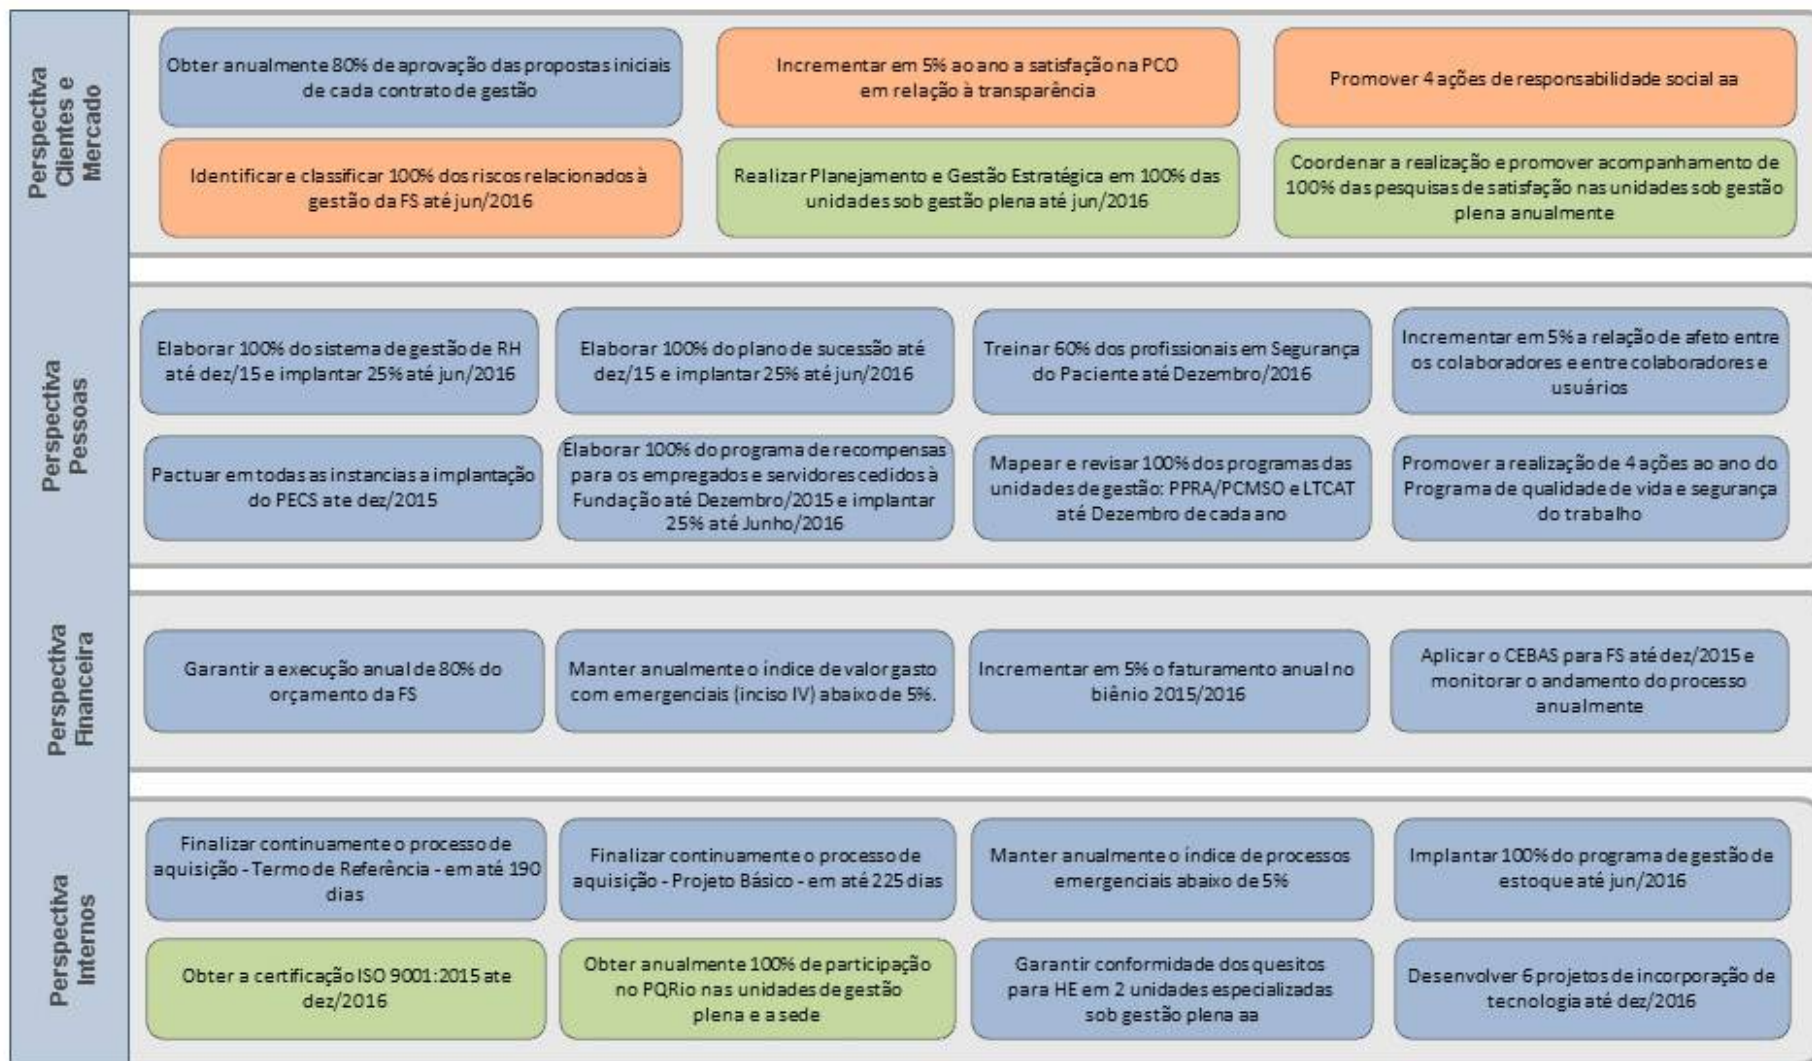 Perspectiva
Clientes e
Mercado
Obter anualmente 80% de aprovação das propostas iniciais
de cada contrato de gestão
Incrementar em 5% ao ano a satisfação na PCO
em relação à transparência
Promover 4 ações de responsabilidade social aa
Identificar e classificar 100% dos riscos relacionados à
gestão da FS até jun/2016
Realizar Planejamento e Gestão Estratégica em 100% das
unidades sob gestão plena até jun/2016
Coordenar a realização e promover acompanhamento de
100% das pesquisas de satisfação nas unidades sob gestão
plena anualmente
Perspectiva
Pessoas
Elaborar 100% do sistema de gestão de RH
até dez/15 e implantar 25% até jun/2016
Elaborar 100% do plano de sucessão até
dez/15 e implantar 25% até jun/2016
Treinar 60% dos profissionais em Segurança
do Paciente até Dezembro/2016
Incrementar em 5% a relação de afeto entre
os colaboradores e entre colaboradores e
usuários
Pactuar em todas as instancias a implantação
do PECS ate dez/2015
Elaborar 100% do programa de recompensas
para os empregados e servidores cedidos à
Fundação até Dezembro/2015 e implantar
25% até Junho/2016
Mapear e revisar 100% dos programas das
unidades de gestão: PPRA/PCMSO e LTCAT
até Dezembro de cada ano
Promover a realização de 4 ações ao ano do
Programa de qualidade de vida e segurança
do trabalho
Perspectiva
Financeira
Garantir a execução anual de 80% do
orçamento da FS
Manter anualmente o índice de valor gasto
com emergenciais (inciso IV) abaixo de 5%.
Incrementar em 5% o faturamento anual no
biênio 2015/2016
Aplicar o CEBAS para FS até dez/2015 e
monitorar o andamento do processo
anualmente
Perspectiva
Internos
Finalizar continuamente o processo de
aquisição - Termo de Referência - em até 190
dias
Finalizar continuamente o processo de
aquisição - Projeto Básico - em até 225 dias
Manter anualmente o índice de processos
emergenciais abaixo de 5%
Implantar 100% do programa de gestão de
estoque até jun/2016
Obter a certificação ISO 9001:2015 ate
dez/2016
Obter anualmente 100% de participação
no PQRio nas unidades de gestão
plena e a sede
Garantir conformidade dos quesitos
para HE em 2 unidades especializadas
sob gestão plena aa
Desenvolver 6 projetos de incorporação de
tecnologia até dez/2016